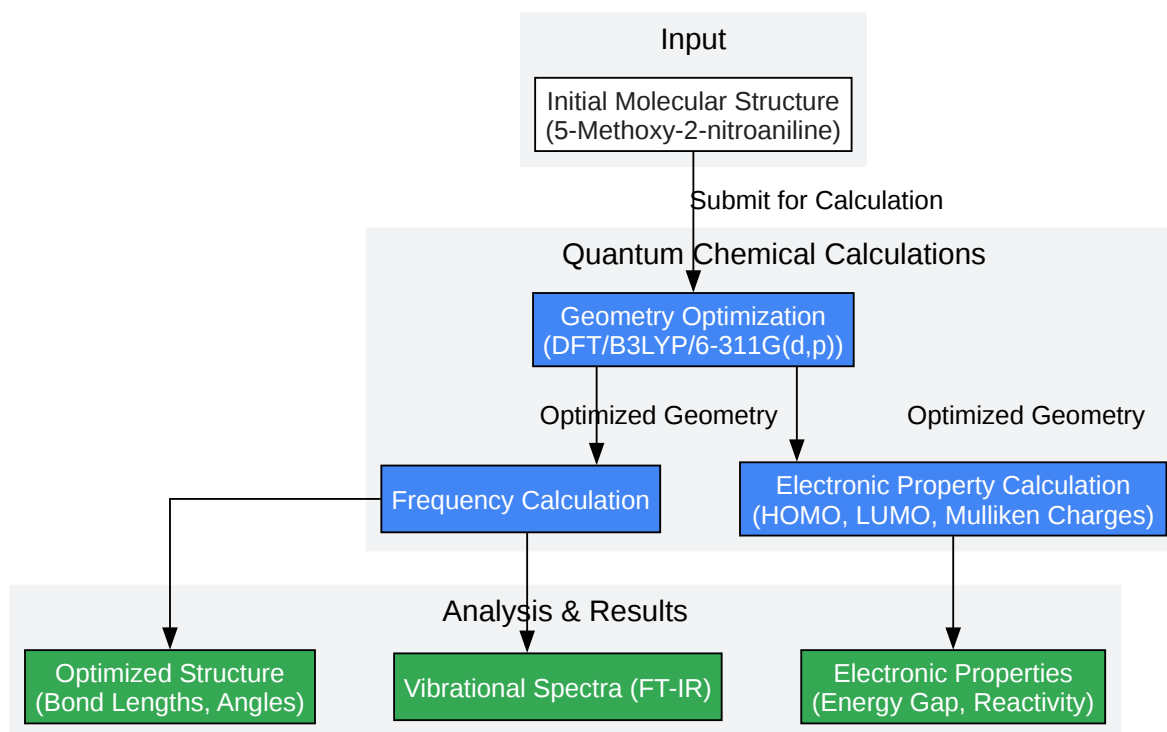 Input
Initial Molecular Structure
(5-Methoxy-2-nitroaniline)
Submit for Calculation
Quantum Chemical Calculations
Geometry Optimization
(DFT/B3LYP/6-311G(d,p))
Optimized Geometry
Optimized Geometry
Frequency Calculation
Electronic Property Calculation
(HOMO, LUMO, Mulliken Charges)
Analysis & Results
Optimized Structure
(Bond Lengths, Angles)
Vibrational Spectra (FT-IR)
Electronic Properties
(Energy Gap, Reactivity)